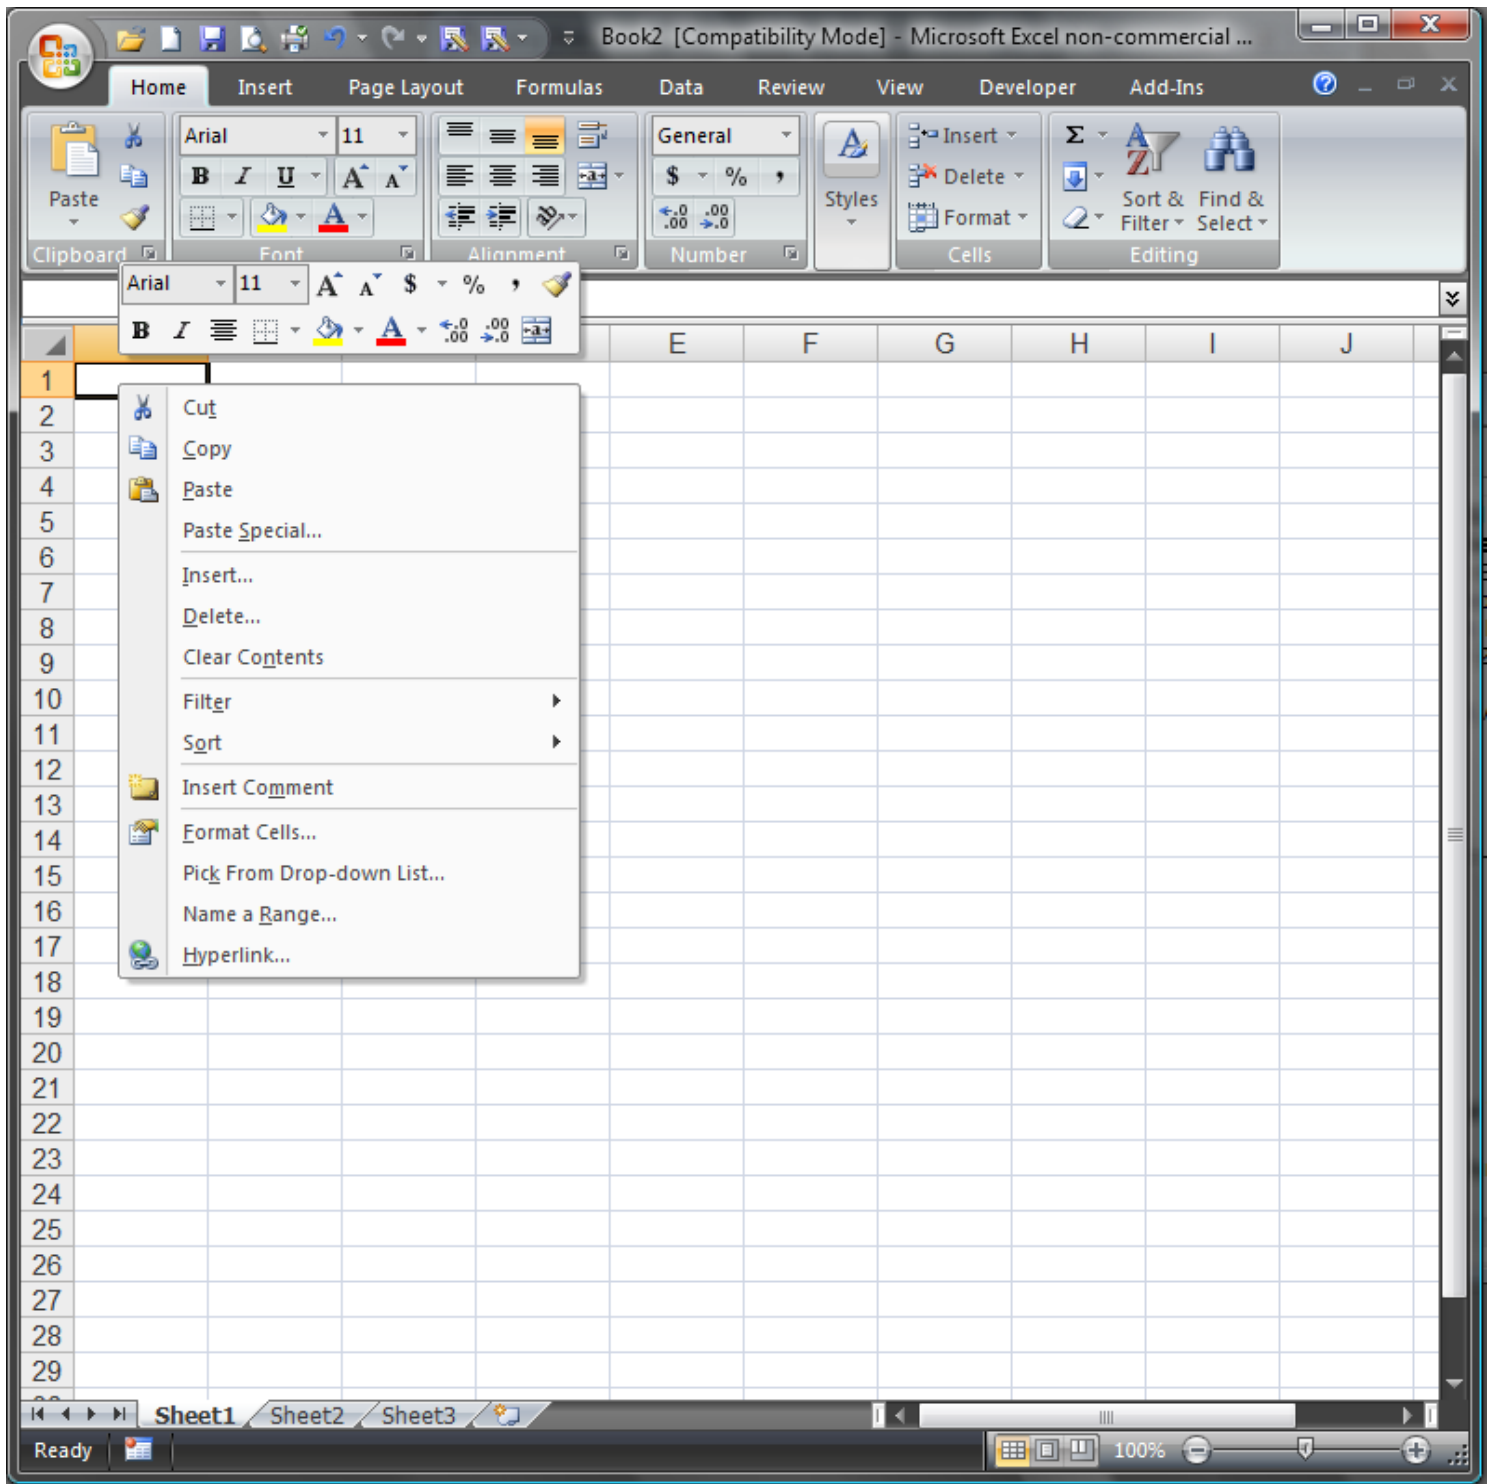 Book2 [Compatibility Mode] - Microsoft Excel non-commercial ...
Home Insert Page Layout Formulas Data Review View Developer Add-Ins
Arial 11 General Insert Σ
B I U A A $ % , Delete
Paste Styles Sort & Find &
A Format Filter Select
Clipboard Font Alignment Number Cells Editing
Arial 11 A A $ % ,
B I A .00 .0
E F G H I J
1
Cut
2
Copy
3
4 Paste
5 Paste Special...
6
7 Insert...
8 Delete...
9 Clear Contents
10 Filter
11 Sort
12
13 Insert Comment
14 Format Cells...
15 Pick From Drop-down List...
16 Name a Range...
17 Hyperlink...
18
19
20
21
22
23
24
25
26
27
28
29
Sheet1 Sheet2 Sheet3
Ready 100%